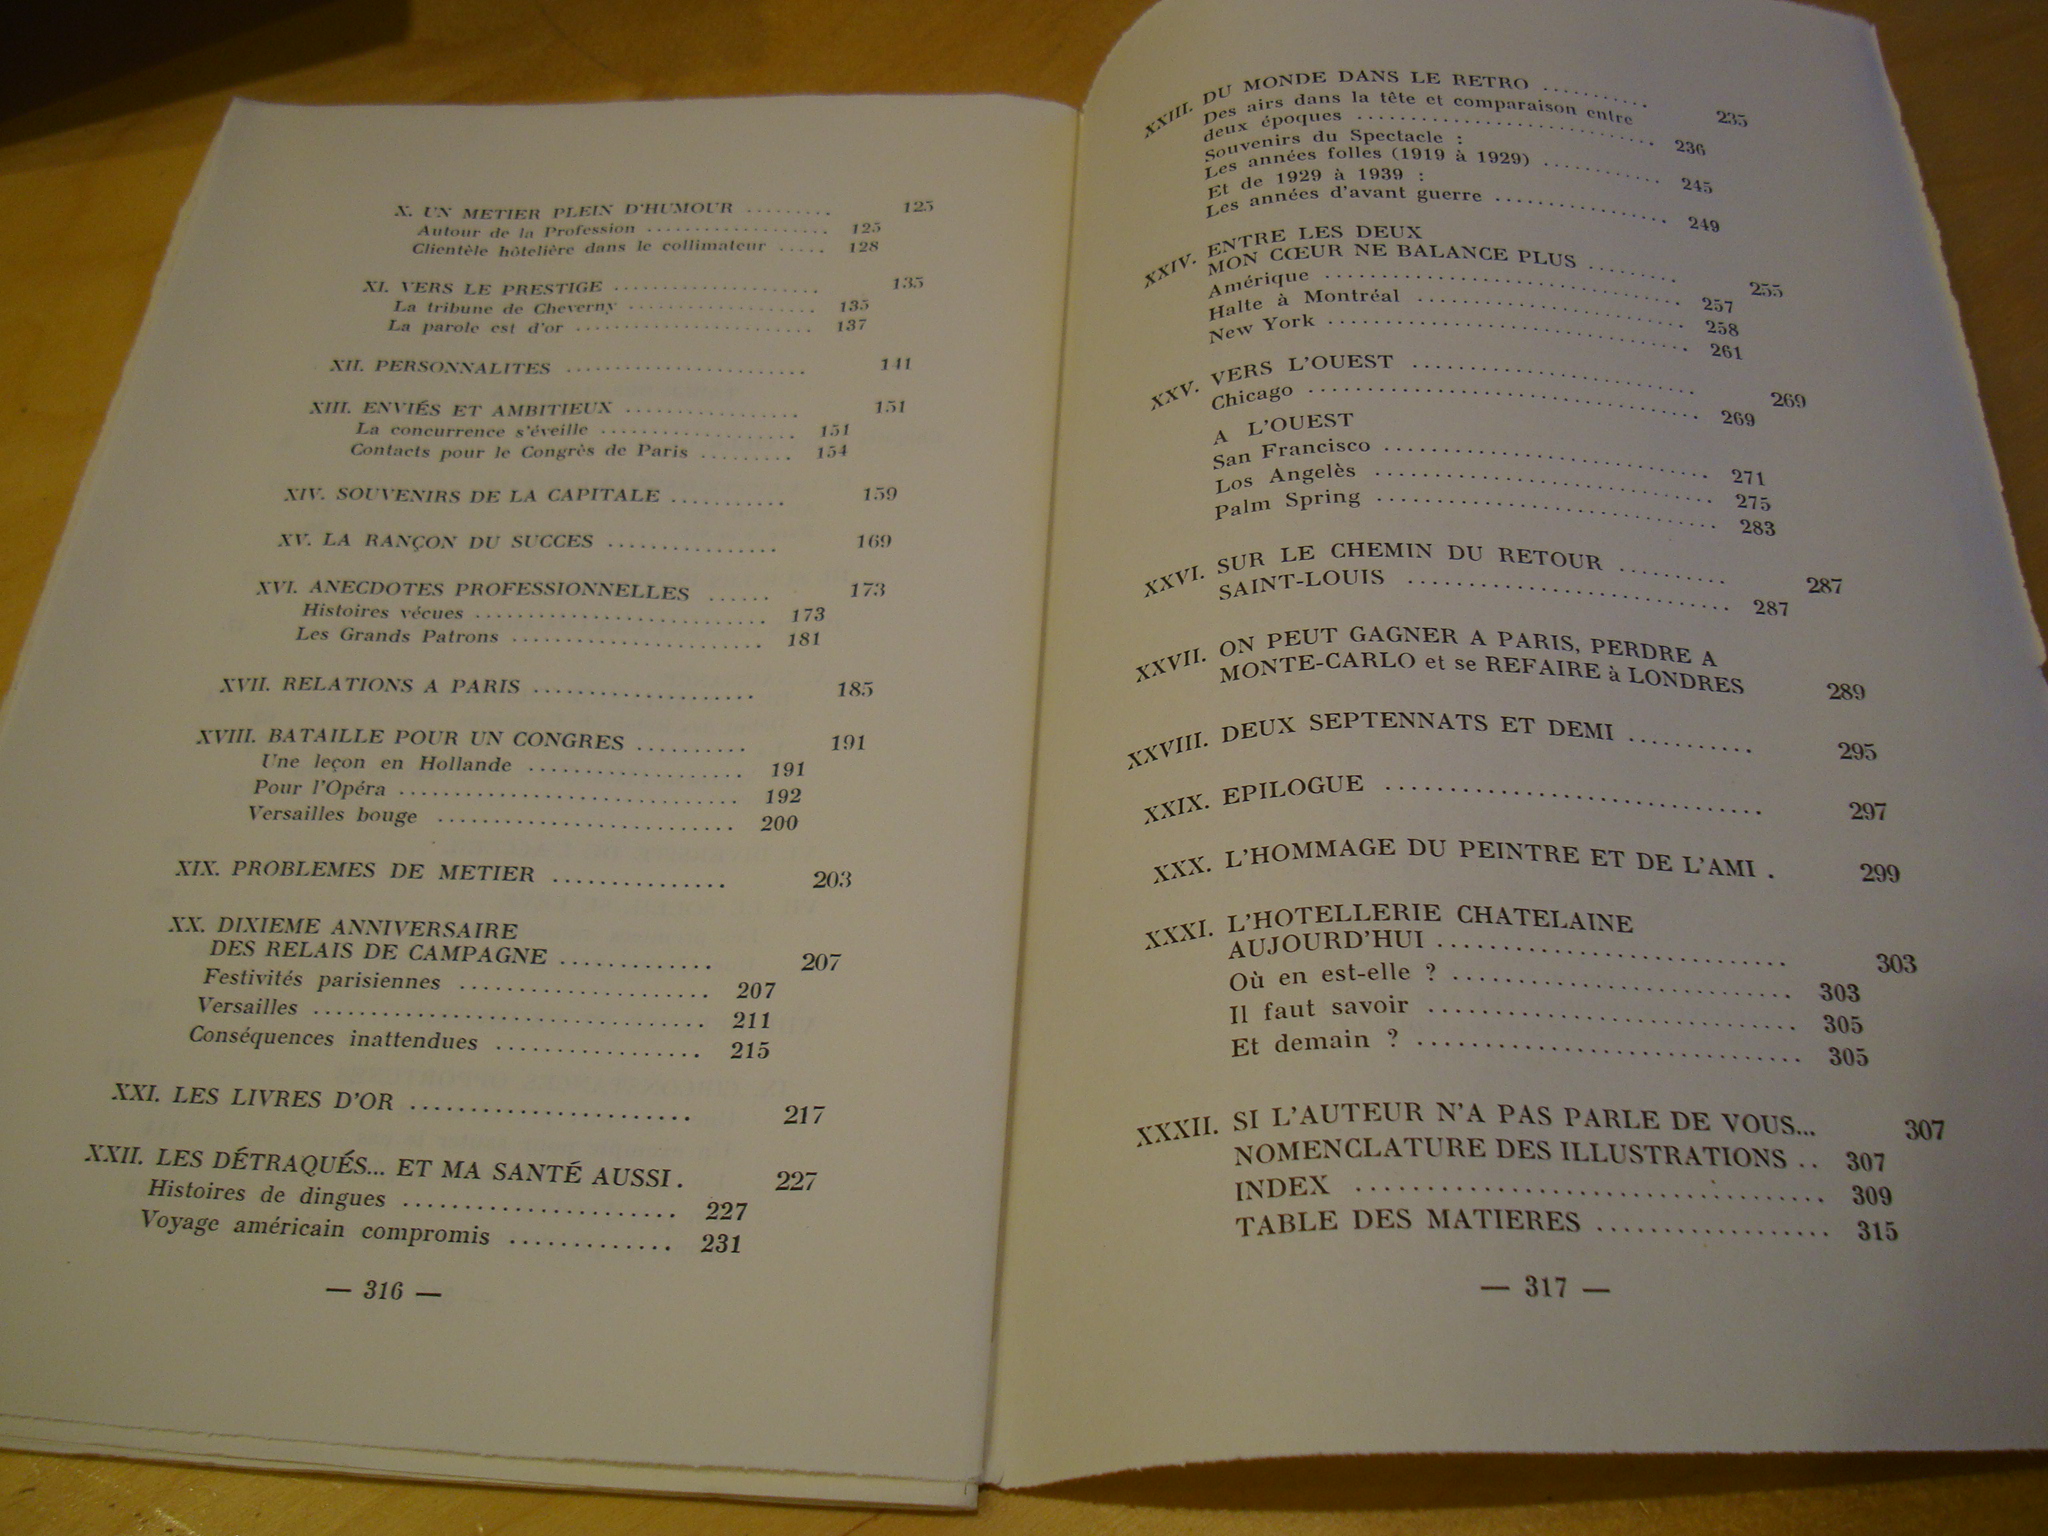 X. UN METIER PLEIN D'HUMOUR ......... 125
Autour de la Profession .................... 125
Clientèle hôtelière dans le collimateur ..... 128
XI. VERS LE PRESTIGE ...................... 135
La tribune de Cheverny .................... 135
La parole est d'or ......................... 137
XII. PERSONNALITES ......................... 141
XIII. ENVIÉS ET AMBITIEUX .................. 151
La concurrence s'éveille .................... 151
Contacts pour le Congrès de Paris ......... 154
XIV. SOUVENIRS DE LA CAPITALE ........... 159
XV. LA RANÇON DU SUCCES ................ 169
XVI. ANECDOTES PROFESSIONNELLES ...... 173
Histoires vécues .......................... 173
Les Grands Patrons ....................... 181
XVII. RELATIONS A PARIS .................... 185
XVIII. BATAILLE POUR UN CONGRES .......... 191
Une leçon en Hollande .................... 191
Pour l'Opéra ............................... 192
Versailles bouge ........................... 200
XIX. PROBLEMES DE METIER ............... 203
XX. DIXIEME ANNIVERSAIRE
DES RELAIS DE CAMPAGNE ............. 207
Festivités parisiennes ....................... 207
Versailles ................................... 211
Conséquences inattendues .................. 215
XXI. LES LIVRES D'OR ......................... 217
XXII. LES DÉTRAQUÉS... ET MA SANTÉ AUSSI . 227
Histoires de dingues ........................ 227
Voyage américain compromis ............. 231
— 316 —
XXIII. DU MONDE DANS LE RETRO ........... 235
Des airs dans la tête et comparaison entre
deux époques ............................. 236
Souvenirs du Spectacle :
Les années folles (1919 à 1929) ............ 245
Et de 1929 à 1939 :
Les années d'avant guerre ................. 249
XXIV. ENTRE LES DEUX
MON CŒUR NE BALANCE PLUS ......... 255
Amérique .................................. 257
Halte à Montréal .......................... 258
New York .................................. 261
XXV. VERS L'OUEST .......................... 269
Chicago .................................... 269
A L'OUEST
San Francisco .............................. 271
Los Angelès ............................... 275
Palm Spring ............................... 283
XXVI. SUR LE CHEMIN DU RETOUR .......... 287
SAINT-LOUIS .............................. 287
XXVII. ON PEUT GAGNER A PARIS, PERDRE A
MONTE-CARLO et se REFAIRE à LONDRES 289
XXVIII. DEUX SEPTENNATS ET DEMI ........... 295
XXIX. EPILOGUE ............................. 297
XXX. L'HOMMAGE DU PEINTRE ET DE L'AMI . 299
XXXI. L'HOTELLERIE CHATELAINE
AUJOURD'HUI ............................ 303
Où en est-elle ? ............................ 303
Il faut savoir .............................. 305
Et demain ? ............................... 305
XXXII. SI L'AUTEUR N'A PAS PARLE DE VOUS... 307
NOMENCLATURE DES ILLUSTRATIONS .. 307
INDEX ................................... 309
TABLE DES MATIERES .................. 315
— 317 —